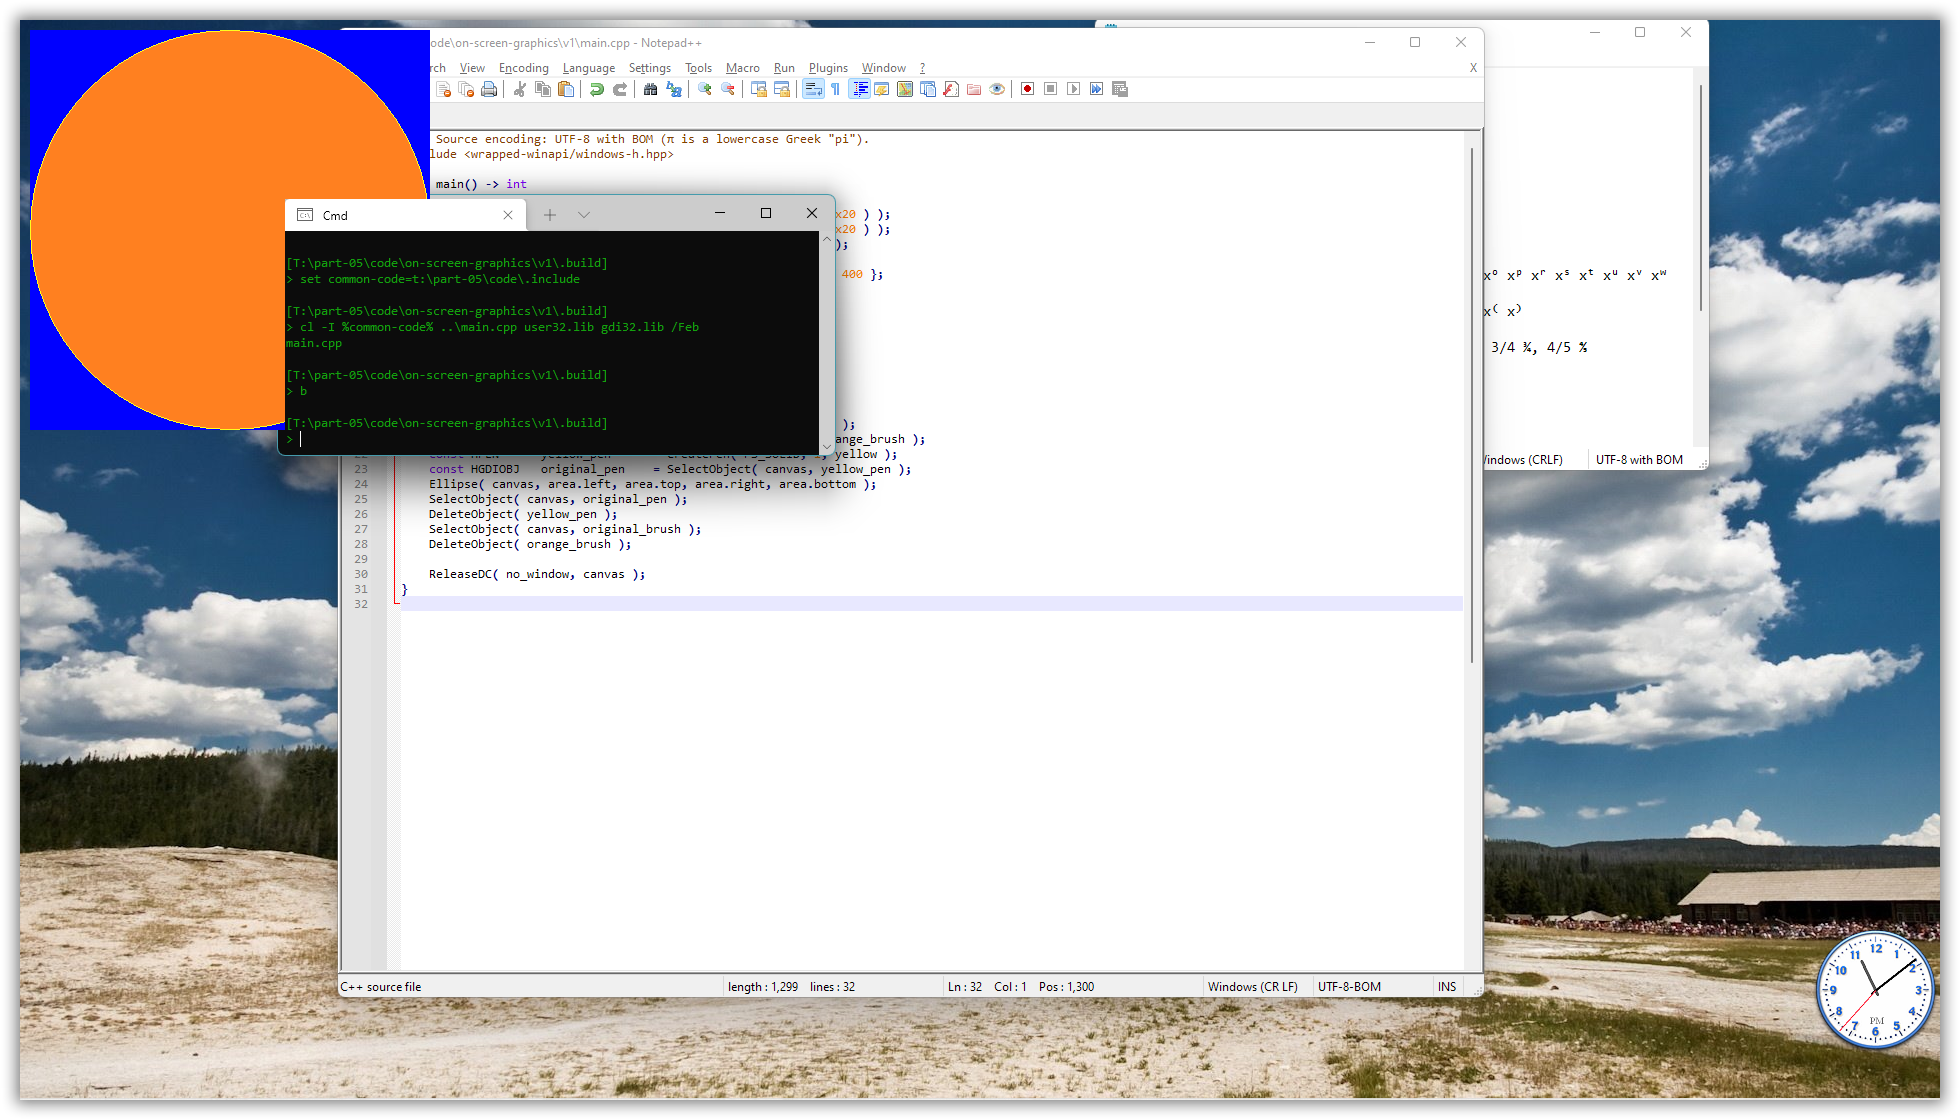 ode\on-screen-graphics\v1\main.cpp - Notepad++
rch View Encoding Language Settings Tools Macro Run Plugins Window ? X
Source encoding: UTF-8 with BOM (π is a lowercase Greek "pi").
lude <wrapped-winapi/windows-h.hpp>
main() -> int
x20 ) );
x20 ) );
);
400 };
);
ange_brush );
yellow );
Cmd
[T:\part-05\code\on-screen-graphics\v1\.build]
> set common-code=t:\part-05\code\.include
[T:\part-05\code\on-screen-graphics\v1\.build]
> cl -I %common-code% ..\main.cpp user32.lib gdi32.lib /Feb
main.cpp
[T:\part-05\code\on-screen-graphics\v1\.build]
> b
[T:\part-05\code\on-screen-graphics\v1\.build]
>
23 const HGDIOBJ original_pen = SelectObject( canvas, yellow_pen );
24 Ellipse( canvas, area.left, area.top, area.right, area.bottom );
25 SelectObject( canvas, original_pen );
26 DeleteObject( yellow_pen );
27 SelectObject( canvas, original_brush );
28 DeleteObject( orange_brush );
29
30 ReleaseDC( no_window, canvas );
31 }
32
C++ source file length : 1,299 lines : 32 Ln : 32 Col : 1 Pos : 1,300 Windows (CR LF) UTF-8-BOM INS
xᵒ xᵖ xʳ xˢ xᵗ xᵘ xᵛ xʷ
x⁽ x⁾
3/4 ¾, 4/5 ⅘
indows (CRLF) UTF-8 with BOM
12
1
2
3
4
5
6
7
8
9
10
11
PM